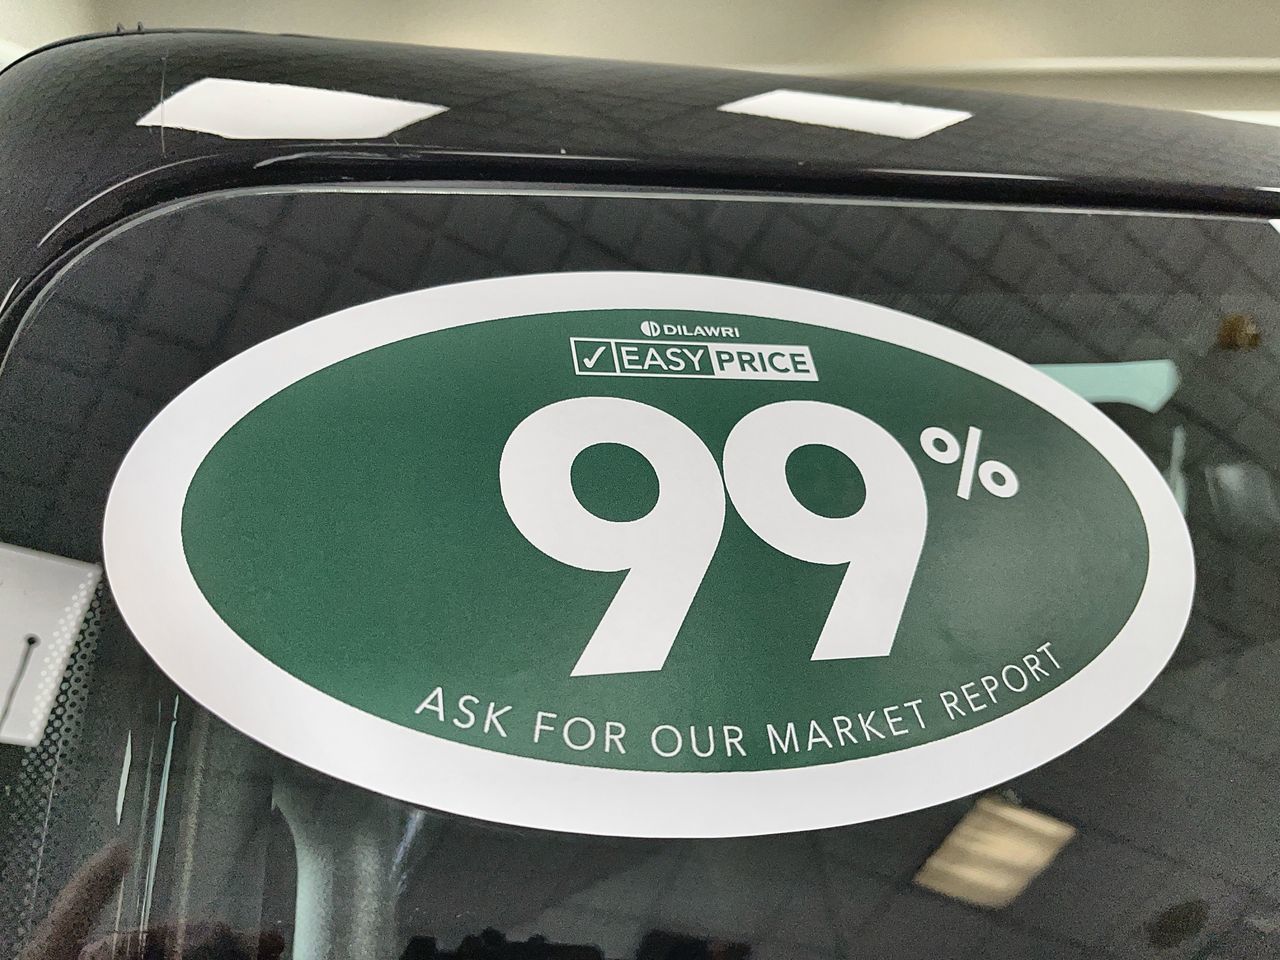 DILAWRI
✓ EASY PRICE
99%
ASK FOR OUR MARKET REPORT